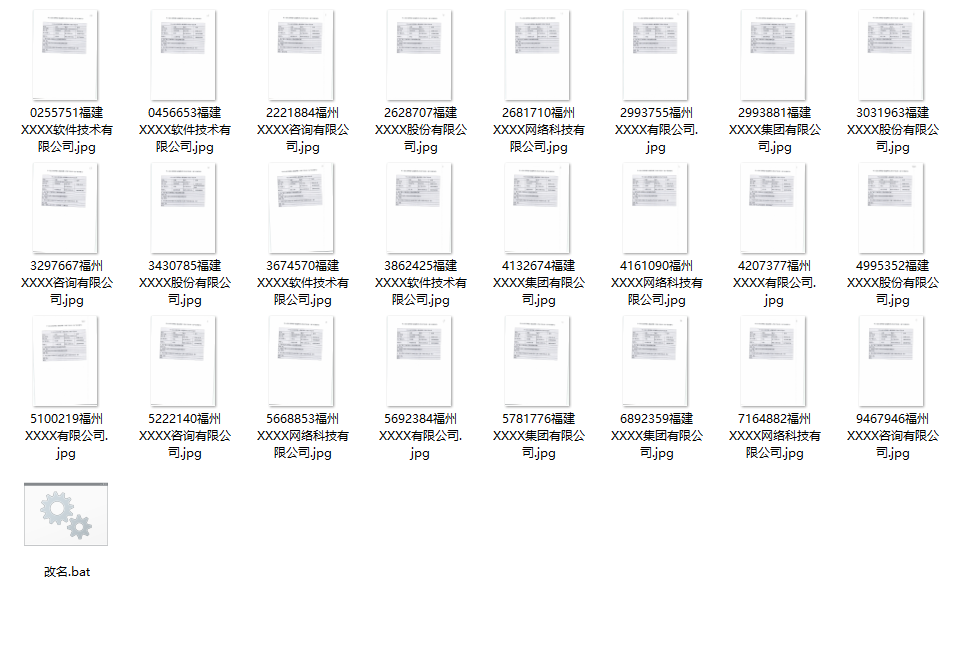 0255751福建
XXXX软件技术有
限公司.jpg
0456653福建
XXXX软件技术有
限公司.jpg
2221884福州
XXXX咨询有限公
司.jpg
2628707福建
XXXX股份有限公
司.jpg
2681710福州
XXXX网络科技有
限公司.jpg
2993755福州
XXXX有限公司.
jpg
2993881福建
XXXX集团有限公
司.jpg
3031963福建
XXXX股份有限公
司.jpg
3297667福州
XXXX咨询有限公
司.jpg
3430785福建
XXXX股份有限公
司.jpg
3674570福建
XXXX软件技术有
限公司.jpg
3862425福建
XXXX软件技术有
限公司.jpg
4132674福建
XXXX集团有限公
司.jpg
4161090福州
XXXX网络科技有
限公司.jpg
4207377福州
XXXX有限公司.
jpg
4995352福建
XXXX股份有限公
司.jpg
5100219福州
XXXX有限公司.
jpg
5222140福州
XXXX咨询有限公
司.jpg
5668853福州
XXXX网络科技有
限公司.jpg
5692384福州
XXXX有限公司.
jpg
5781776福建
XXXX集团有限公
司.jpg
6892359福建
XXXX集团有限公
司.jpg
7164882福州
XXXX网络科技有
限公司.jpg
9467946福州
XXXX咨询有限公
司.jpg
改名.bat